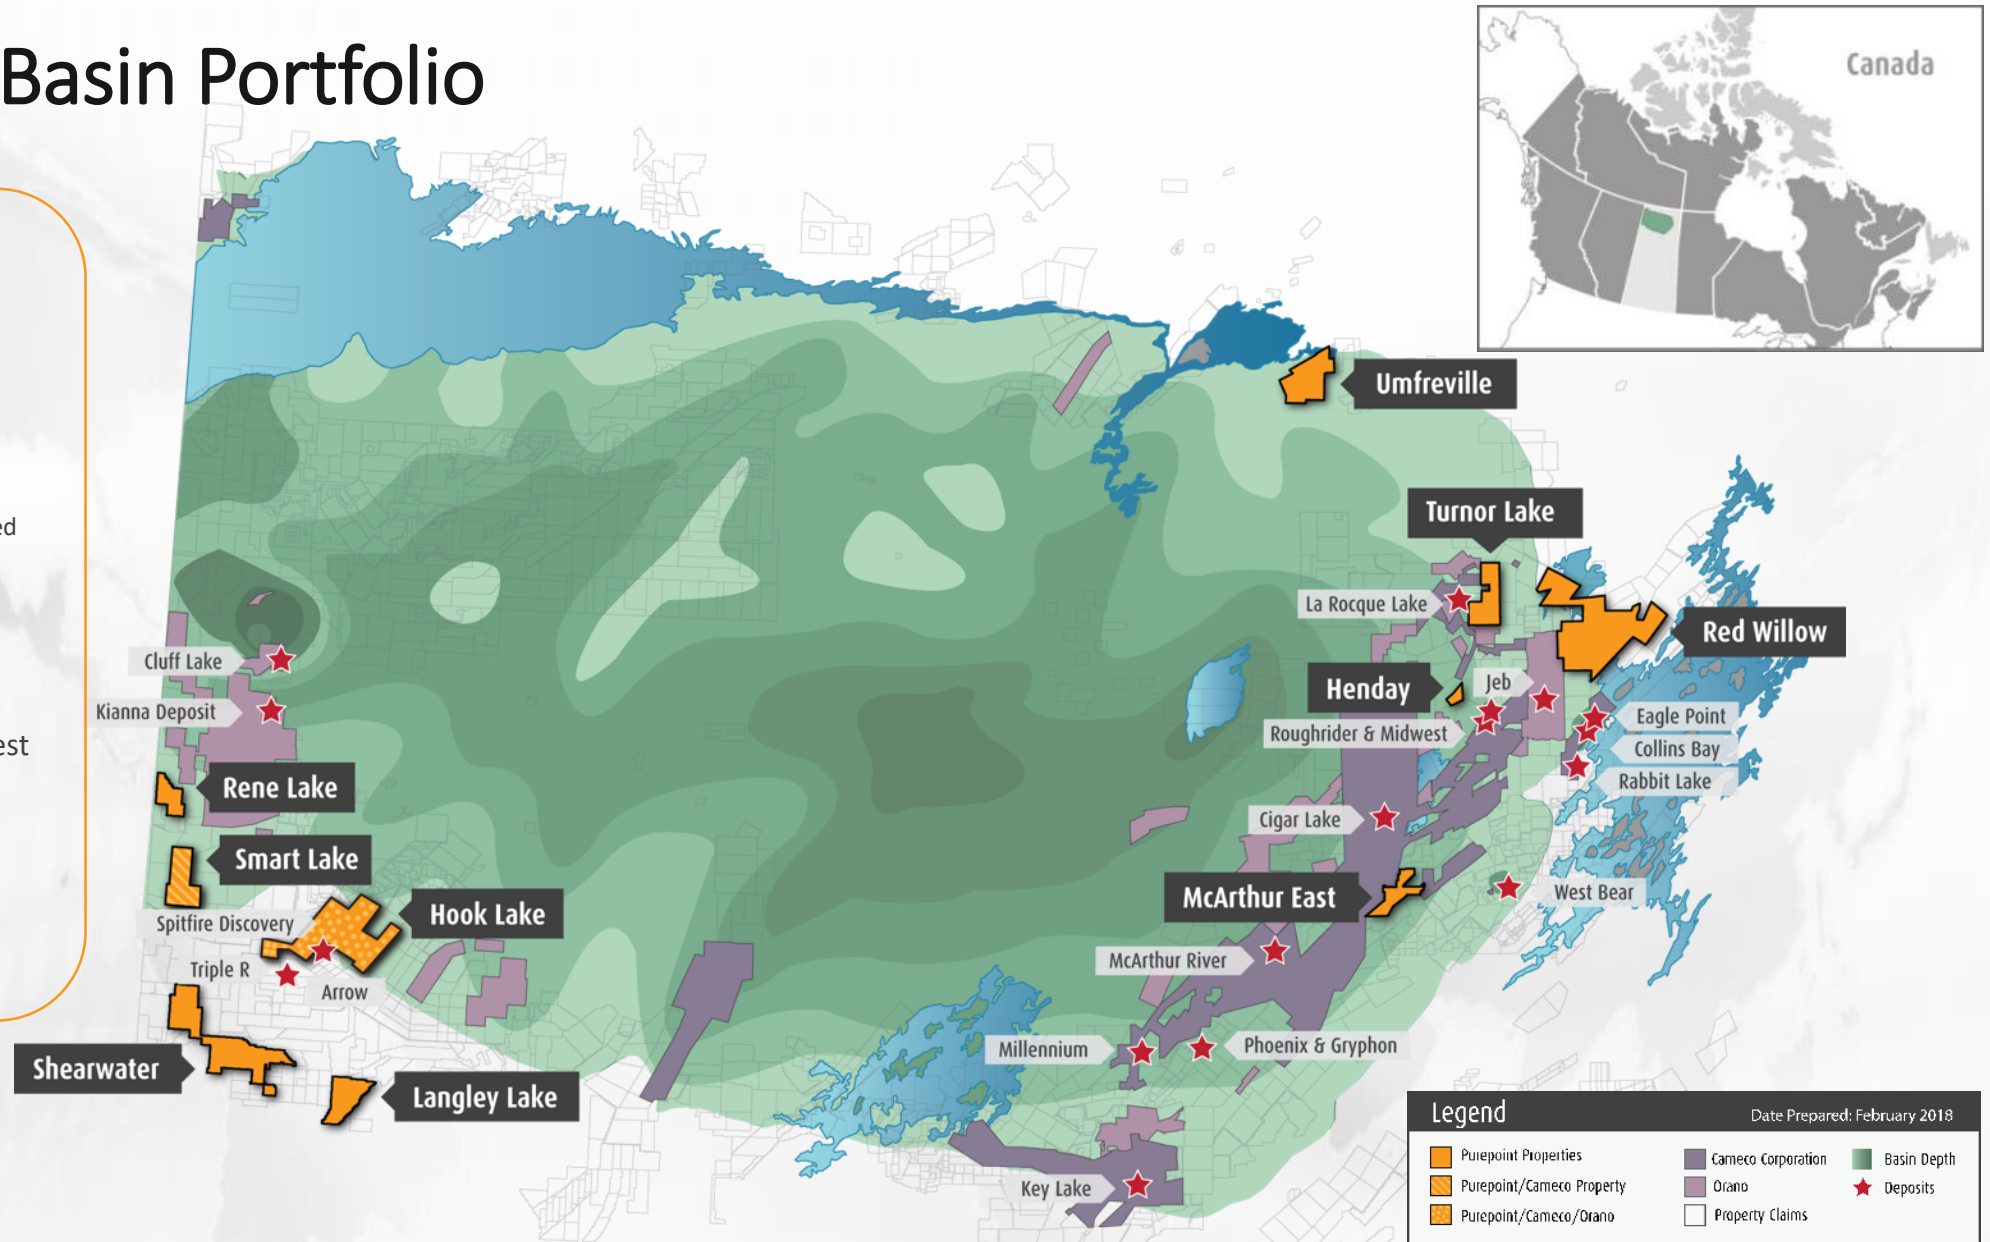 Basin Portfolio
Canada
ed
est
Umfreville
Turnor Lake
La Rocque Lake
Red Willow
Cluff Lake
Henday
Jeb
Kianna Deposit
Eagle Point
Roughrider & Midwest
Collins Bay
Rabbit Lake
Rene Lake
Cigar Lake
Smart Lake
McArthur East
West Bear
Hook Lake
Spitfire Discovery
McArthur River
Triple R
Arrow
Millennium
Phoenix & Gryphon
Shearwater
Langley Lake
Key Lake
Legend
Date Prepared: February 2018
Purepoint Properties
Purepoint/Cameco Property
Purepoint/Cameco/Orano
Cameco Corporation
Orano
Property Claims
Basin Depth
Deposits